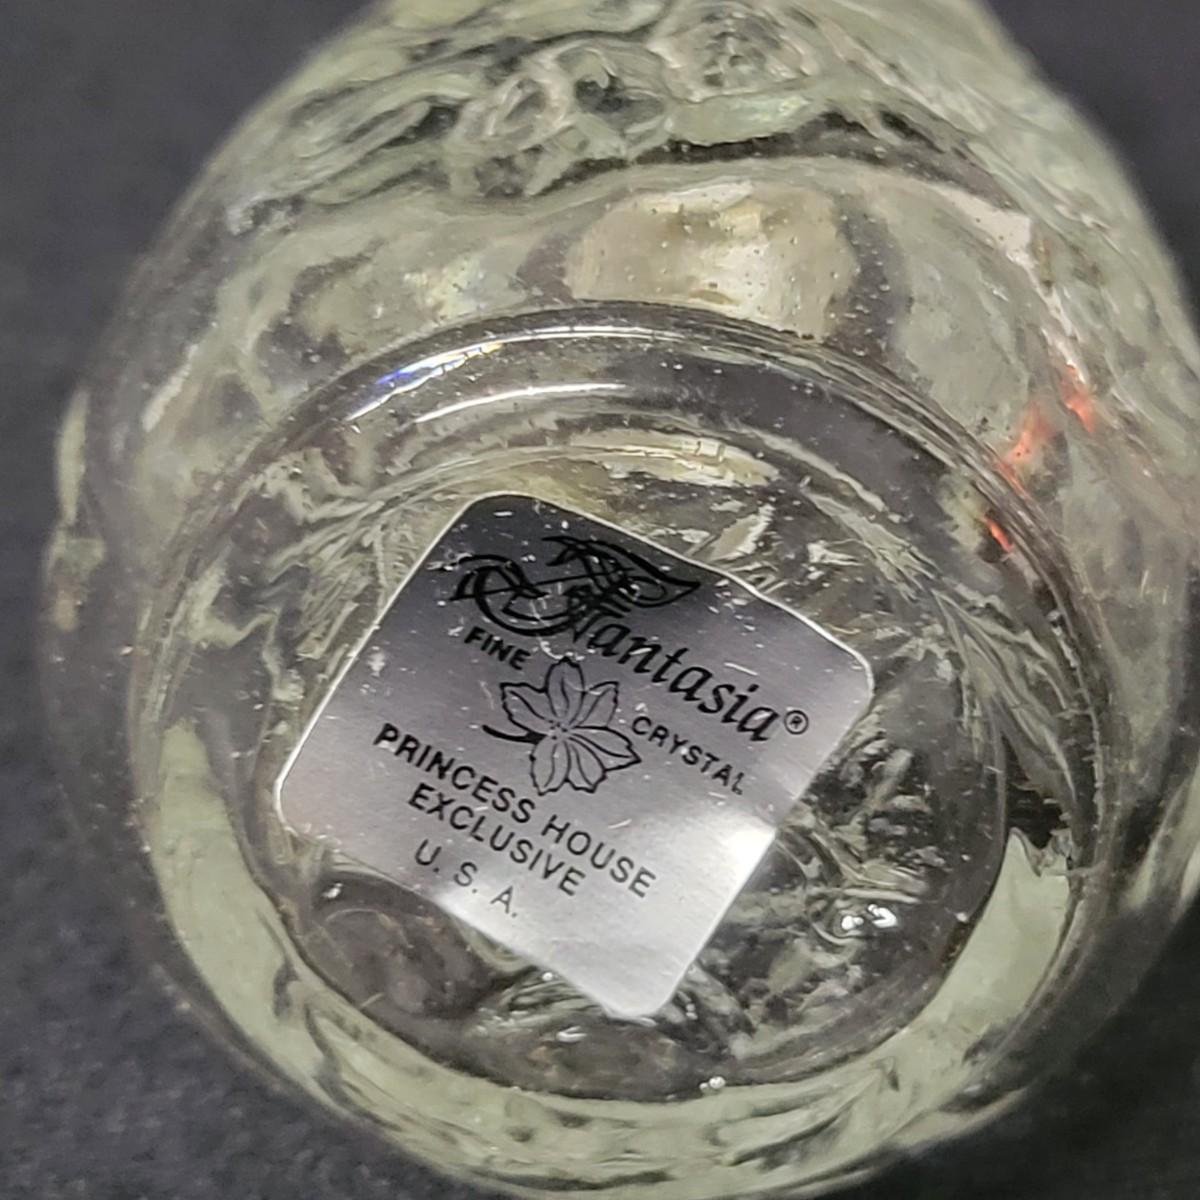 Fantasia®
FINE CRYSTAL
PRINCESS HOUSE
EXCLUSIVE
U. S. A.